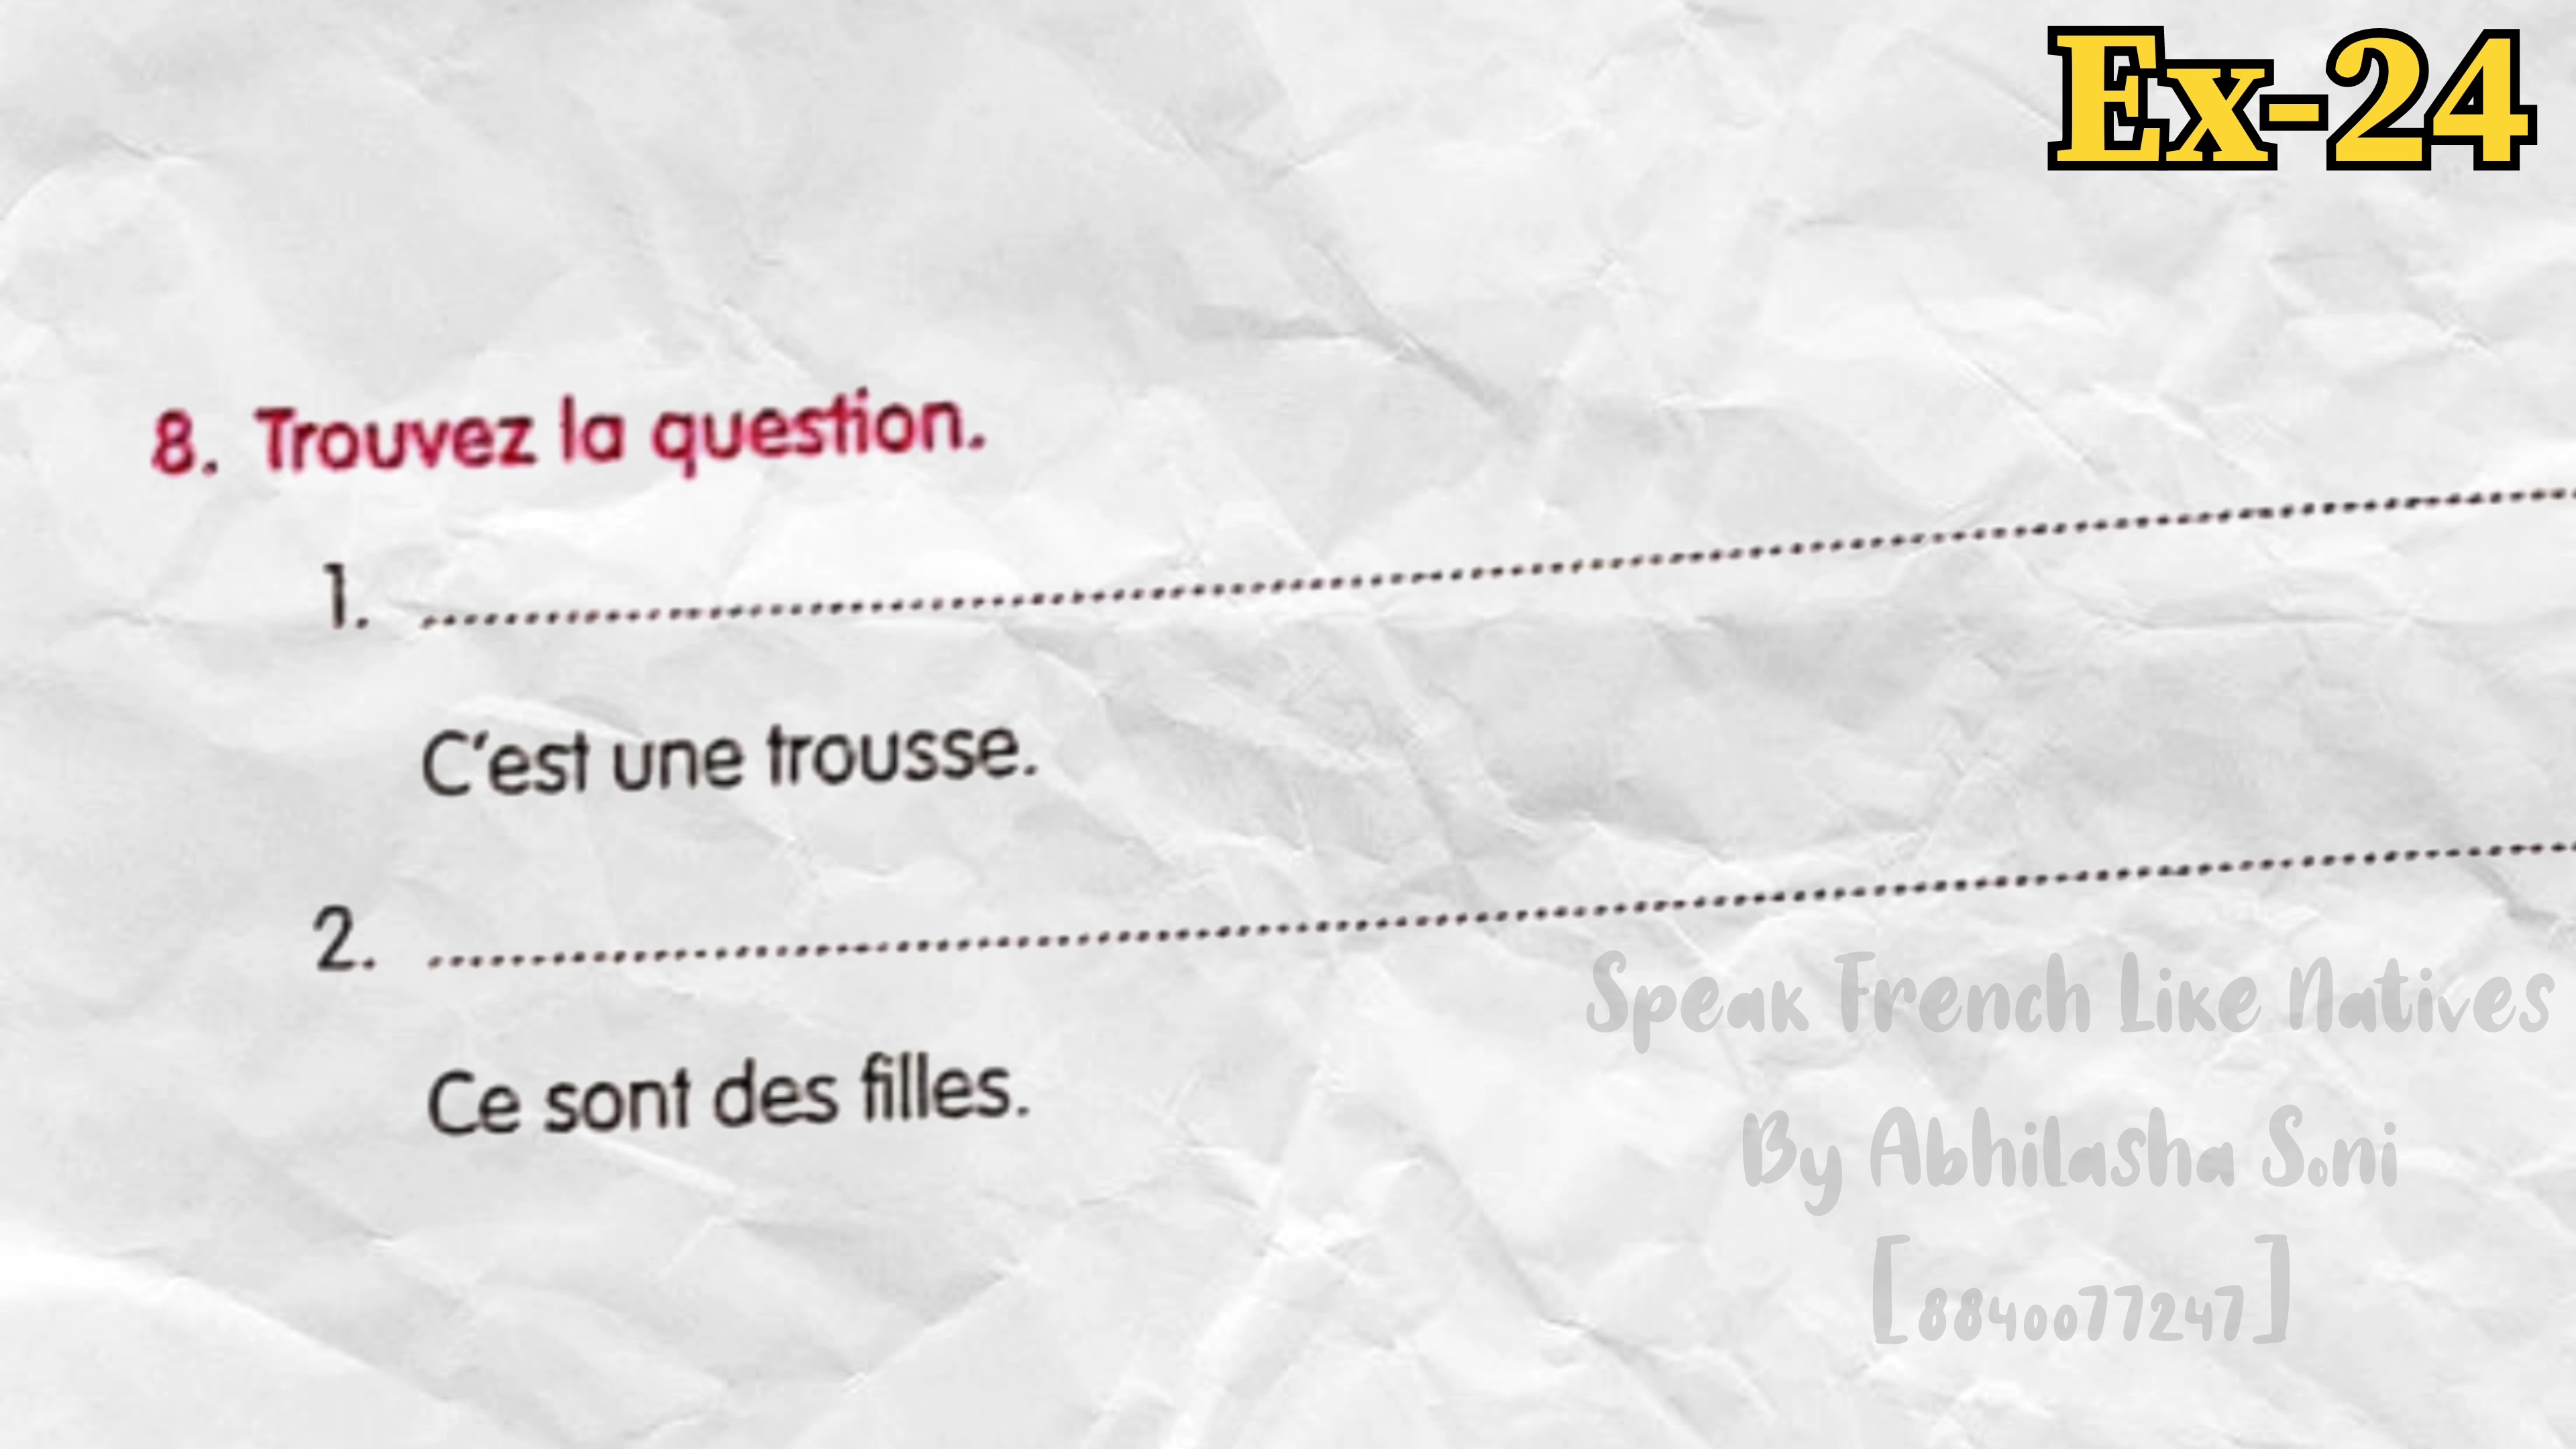 Ex-24
8. Trouvez la question.
1. ........................................
C'est une trousse.
2. ........................................
Ce sont des filles.
Speak French Like Natives
By Abhilasha Soni
[8840077247]